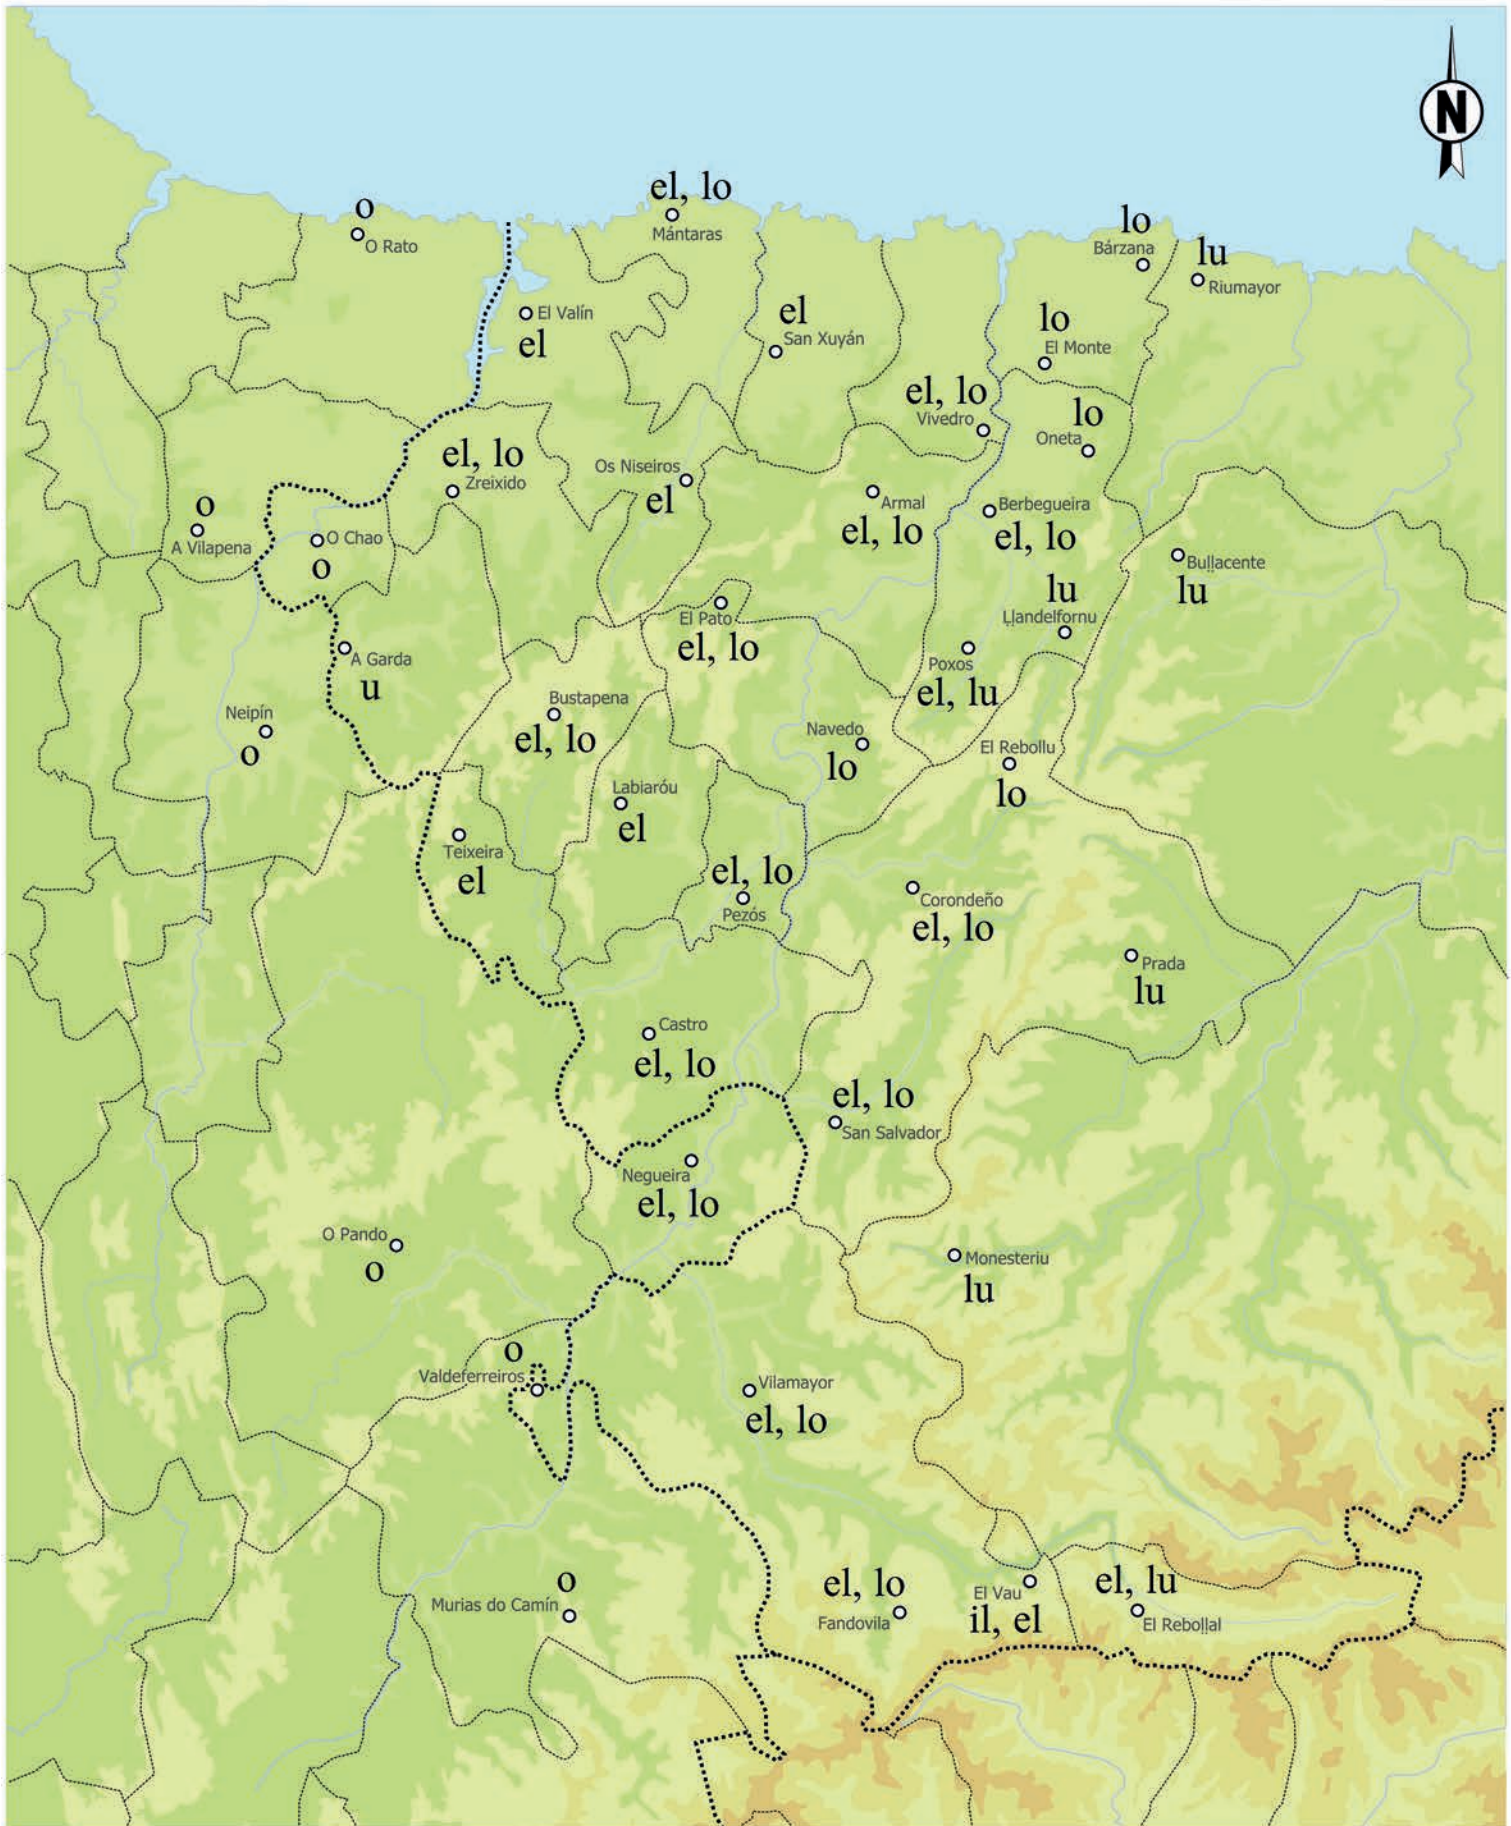 N
el, lo
Mántaras
o
O Rato
lo
Bárzana
lu
Riumayor
El Valín
el
el
San Xuyán
lo
El Monte
el, lo
Vivedro
lo
Oneta
el, lo
Zreixido
Os Niseiros
el
Armal
el, lo
Berbegueira
el, lo
o
A Vilapena
O Chao
o
Buḷḷacente
lu
lu
Ḷḷandelfornu
El Pato
el, lo
A Garda
u
Poxos
el, lu
Neipín
o
Bustapena
el, lo
Navedo
lo
El Rebollu
lo
Labiaróu
el
Teixeira
el
el, lo
Pezós
Corondeño
el, lo
Prada
lu
Castro
el, lo
el, lo
San Salvador
Negueira
el, lo
O Pando
o
Monesteriu
lu
o
Valdeferreiros
Vilamayor
el, lo
o
Murias do Camín
el, lo
Fandovila
El Vau
il, el
el, lu
El Reboḷḷal